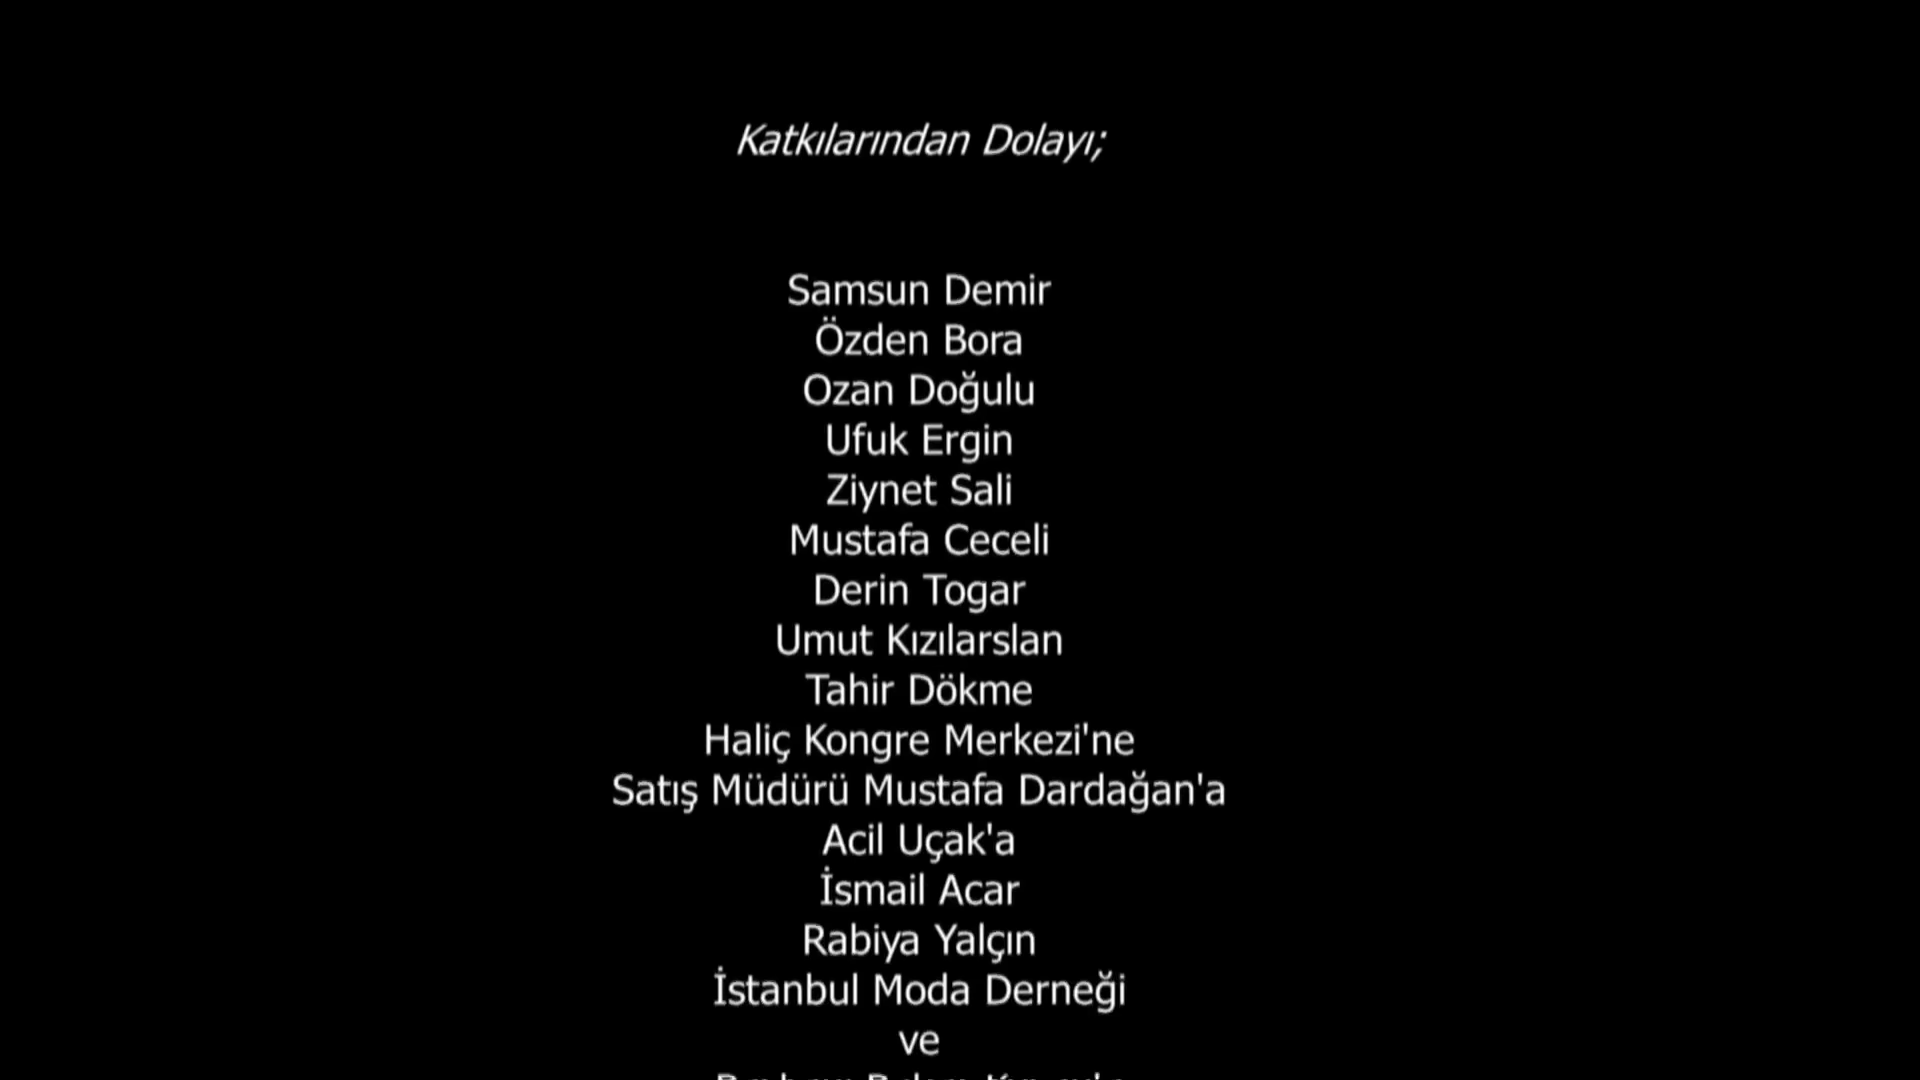 Katkılarından Dolayı;
Samsun Demir
Özden Bora
Ozan Doğulu
Ufuk Ergin
Ziynet Sali
Mustafa Ceceli
Derin Togar
Umut Kızılarslan
Tahir Dökme
Haliç Kongre Merkezi'ne
Satış Müdürü Mustafa Dardağan'a
Acil Uçak'a
İsmail Acar
Rabiya Yalçın
İstanbul Moda Derneği
ve